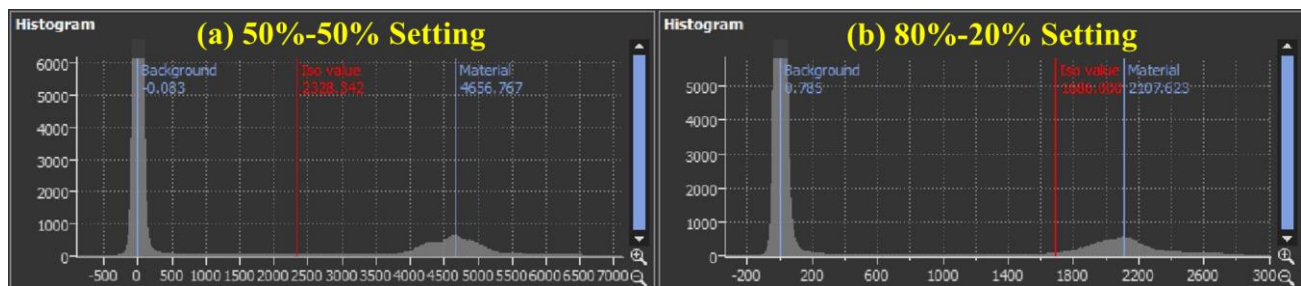 Histogram
(a) 50%-50% Setting
6000
5000
4000
3000
2000
1000
0
Background
-0.083
Iso value
2328.342
Material
4656.767
-500 0 500 1000 1500 2000 2500 3000 3500 4000 4500 5000 5500 6000 6500 7000
Histogram
(b) 80%-20% Setting
5000
4000
3000
2000
1000
0
Background
0.785
Iso value
Material
2107.623
-200 200 600 1000 1400 1800 2200 2600 300